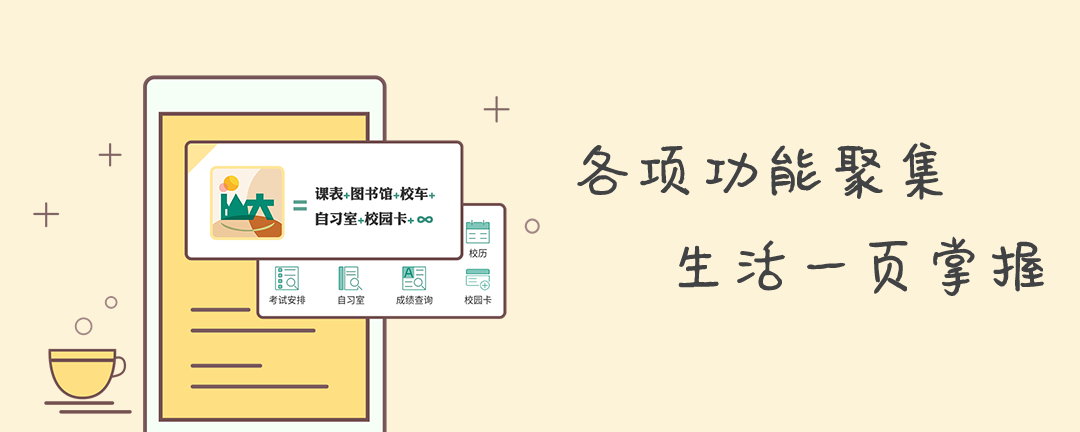 课表+图书馆+校车+
自习室+校园卡+∞
校历
考试安排 自习室 成绩查询 校园卡
各项功能聚集
生活一页掌握